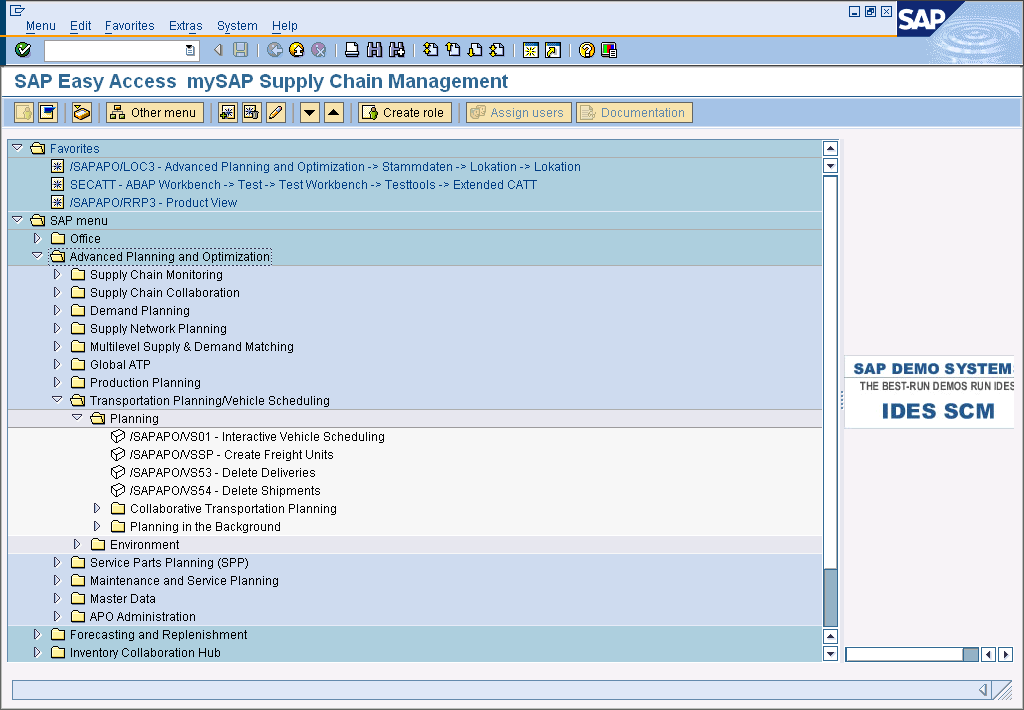 Menu Edit Favorites Extras System Help
SAP
SAP Easy Access mySAP Supply Chain Management
Other menu Create role Assign users Documentation
Favorites
/SAPAPO/LOC3 - Advanced Planning and Optimization -> Stammdaten -> Lokation -> Lokation
SECATT - ABAP Workbench -> Test -> Test Workbench -> Testtools -> Extended CATT
/SAPAPO/RRP3 - Product View
SAP menu
Office
Advanced Planning and Optimization
Supply Chain Monitoring
Supply Chain Collaboration
Demand Planning
Supply Network Planning
Multilevel Supply & Demand Matching
Global ATP
Production Planning
Transportation Planning/Vehicle Scheduling
Planning
/SAPAPO/VS01 - Interactive Vehicle Scheduling
/SAPAPO/VSSP - Create Freight Units
/SAPAPO/VS53 - Delete Deliveries
/SAPAPO/VS54 - Delete Shipments
Collaborative Transportation Planning
Planning in the Background
Environment
Service Parts Planning (SPP)
Maintenance and Service Planning
Master Data
APO Administration
Forecasting and Replenishment
Inventory Collaboration Hub
SAP DEMO SYSTEM
THE BEST-RUN DEMOS RUN IDES
IDES SCM